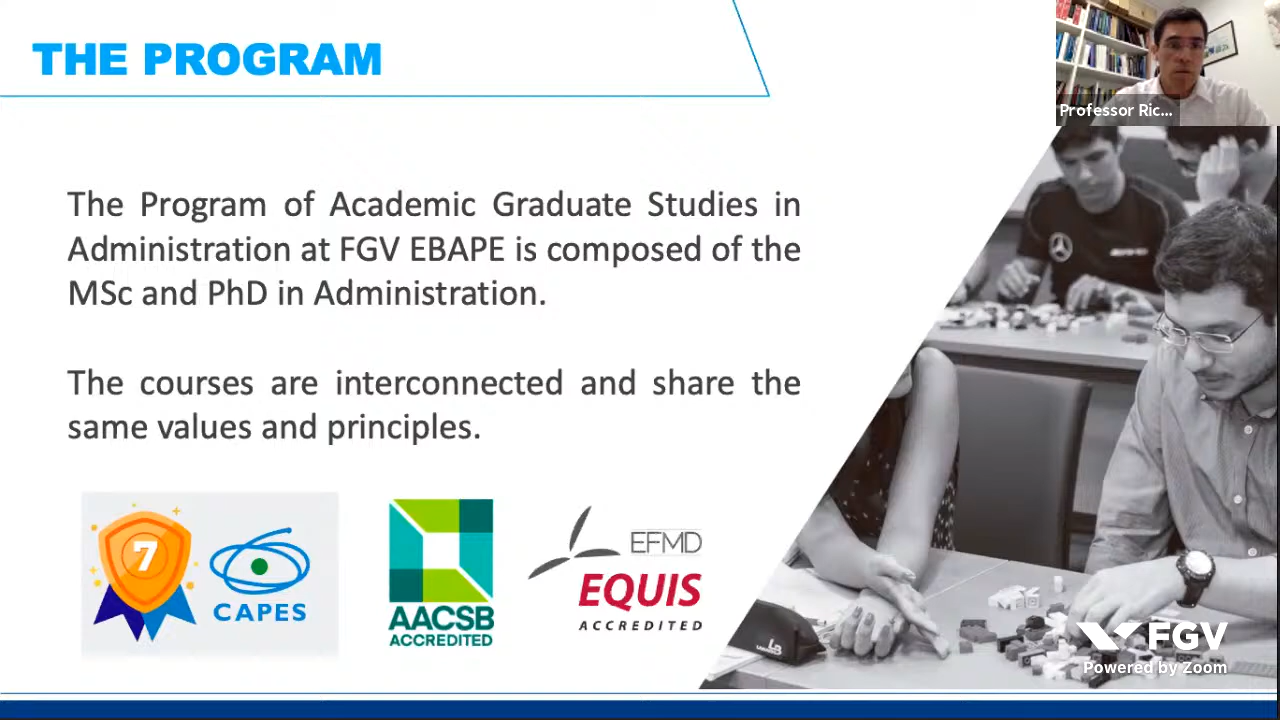 THE PROGRAM
Professor Ric...
The Program of Academic Graduate Studies in
Administration at FGV EBAPE is composed of the
MSc and PhD in Administration.
The courses are interconnected and share the
same values and principles.
7
CAPES
AACSB
ACCREDITED
EFMD
EQUIS
ACCREDITED
LB
FGV
Powered by Zoom